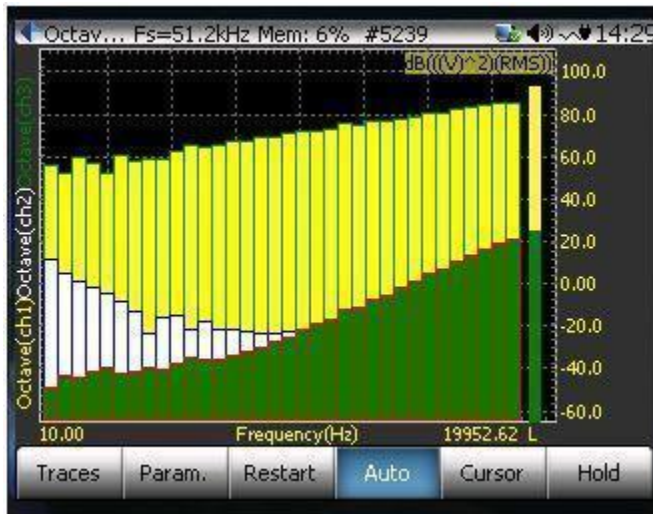 Octav... Fs=51.2kHz Mem: 6% #5239 14:29
dB(((V)^2)(RMS))
Octave(ch1)Octave(ch2)Octave(ch3)
100.0
80.0
60.0
40.0
20.0
0.00
-20.0
-40.0
-60.0
10.00 Frequency(Hz) 19952.62 L
Traces Param. Restart Auto Cursor Hold